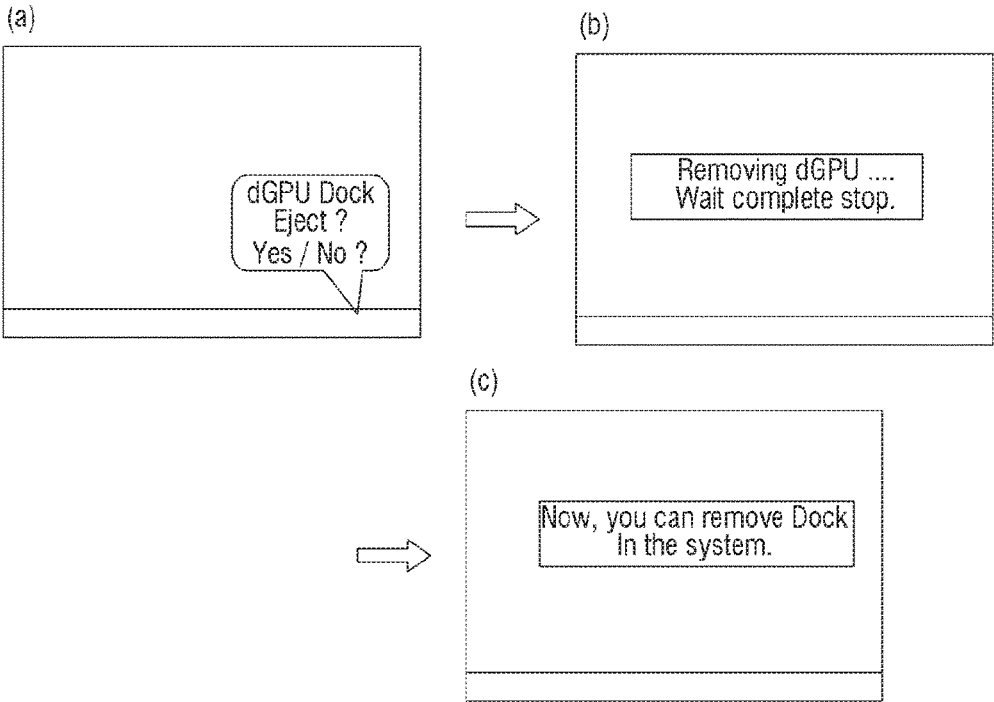 (a)
dGPU Dock
Eject ?
Yes / No ?
(b)
Removing dGPU ....
Wait complete stop.
(c)
Now, you can remove Dock
In the system.